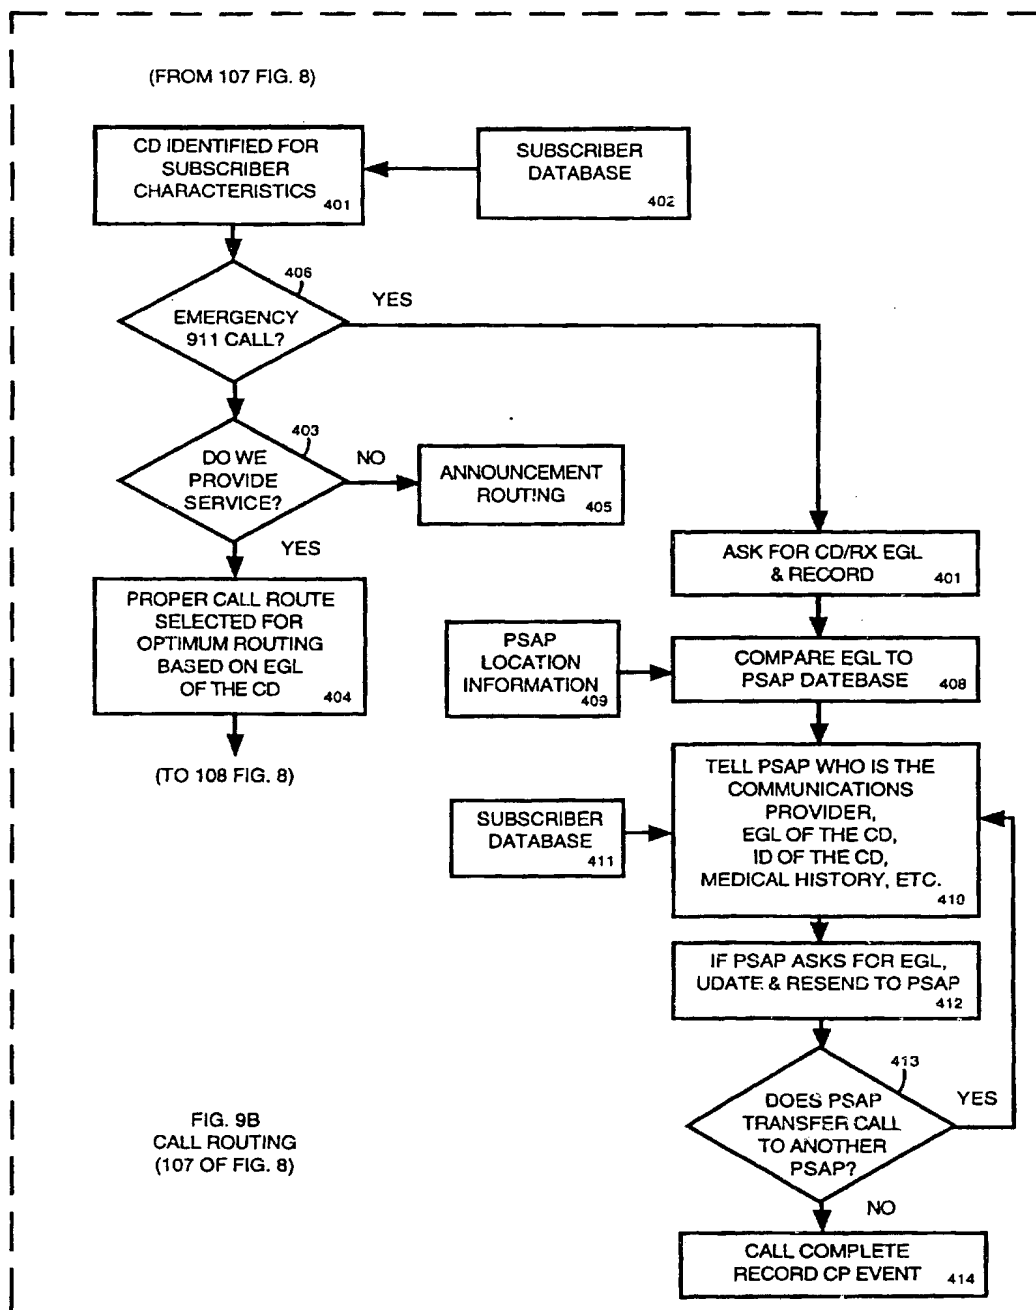 (FROM 107 FIG. 8)
CD IDENTIFIED FOR
SUBSCRIBER
CHARACTERISTICS
401
SUBSCRIBER
DATABASE
402
406
EMERGENCY
911 CALL?
YES
403
DO WE
PROVIDE
SERVICE?
NO
ANNOUNCEMENT
ROUTING
405
YES
PROPER CALL ROUTE
SELECTED FOR
OPTIMUM ROUTING
BASED ON EGL
OF THE CD
404
(TO 108 FIG. 8)
ASK FOR CD/RX EGL
& RECORD
401
PSAP
LOCATION
INFORMATION
409
COMPARE EGL TO
PSAP DATEBASE
408
SUBSCRIBER
DATABASE
411
TELL PSAP WHO IS THE
COMMUNICATIONS
PROVIDER,
EGL OF THE CD,
ID OF THE CD,
MEDICAL HISTORY, ETC.
410
IF PSAP ASKS FOR EGL,
UDATE & RESEND TO PSAP
412
413
DOES PSAP
TRANSFER CALL
TO ANOTHER
PSAP?
YES
NO
CALL COMPLETE
RECORD CP EVENT
414
FIG. 9B
CALL ROUTING
(107 OF FIG. 8)